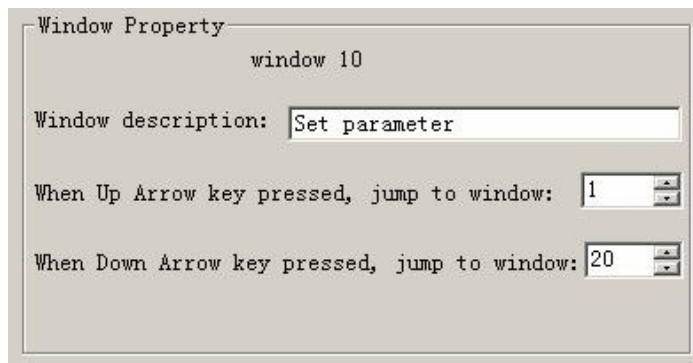 Window Property
window 10
Window description: Set parameter
When Up Arrow key pressed, jump to window: 1
When Down Arrow key pressed, jump to window: 20